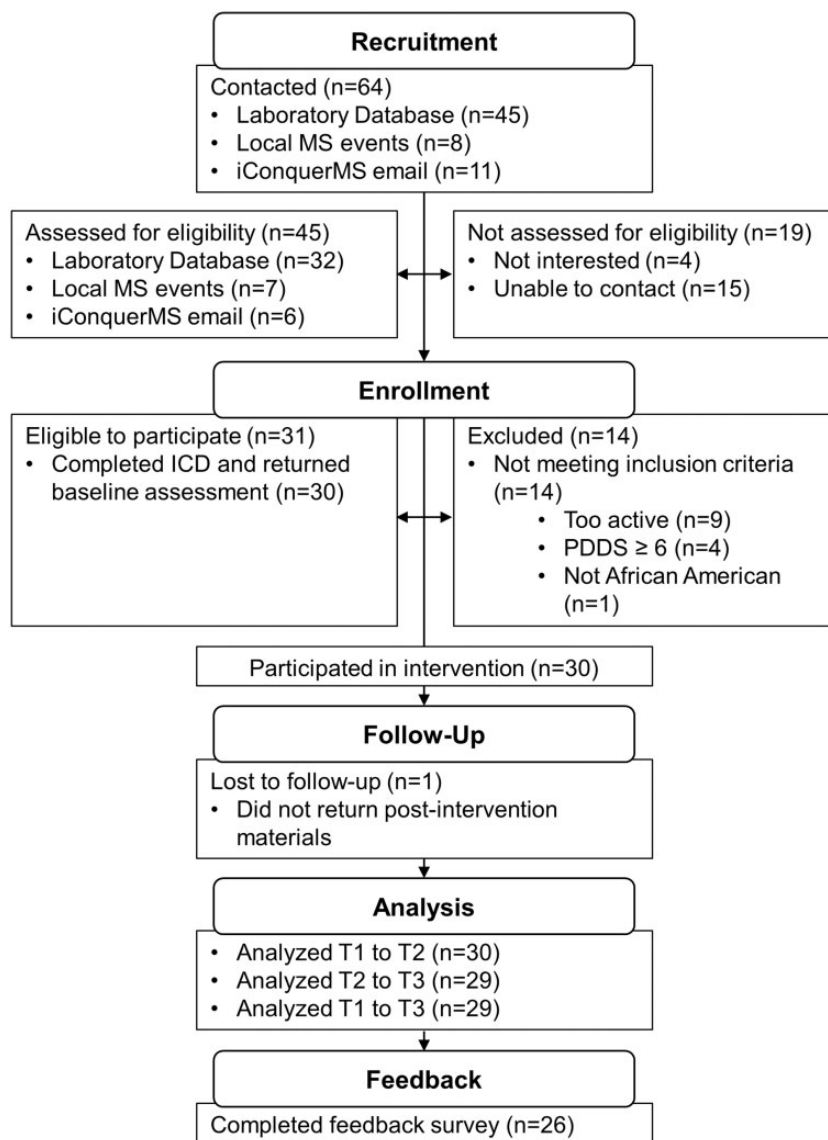 Recruitment
Contacted (n=64)
• Laboratory Database (n=45)
• Local MS events (n=8)
• iConquerMS email (n=11)
Assessed for eligibility (n=45)
• Laboratory Database (n=32)
• Local MS events (n=7)
• iConquerMS email (n=6)
Not assessed for eligibility (n=19)
• Not interested (n=4)
• Unable to contact (n=15)
Enrollment
Eligible to participate (n=31)
• Completed ICD and returned
baseline assessment (n=30)
Excluded (n=14)
• Not meeting inclusion criteria
(n=14)
• Too active (n=9)
• PDDS ≥ 6 (n=4)
• Not African American
(n=1)
Participated in intervention (n=30)
Follow-Up
Lost to follow-up (n=1)
• Did not return post-intervention
materials
Analysis
• Analyzed T1 to T2 (n=30)
• Analyzed T2 to T3 (n=29)
• Analyzed T1 to T3 (n=29)
Feedback
Completed feedback survey (n=26)